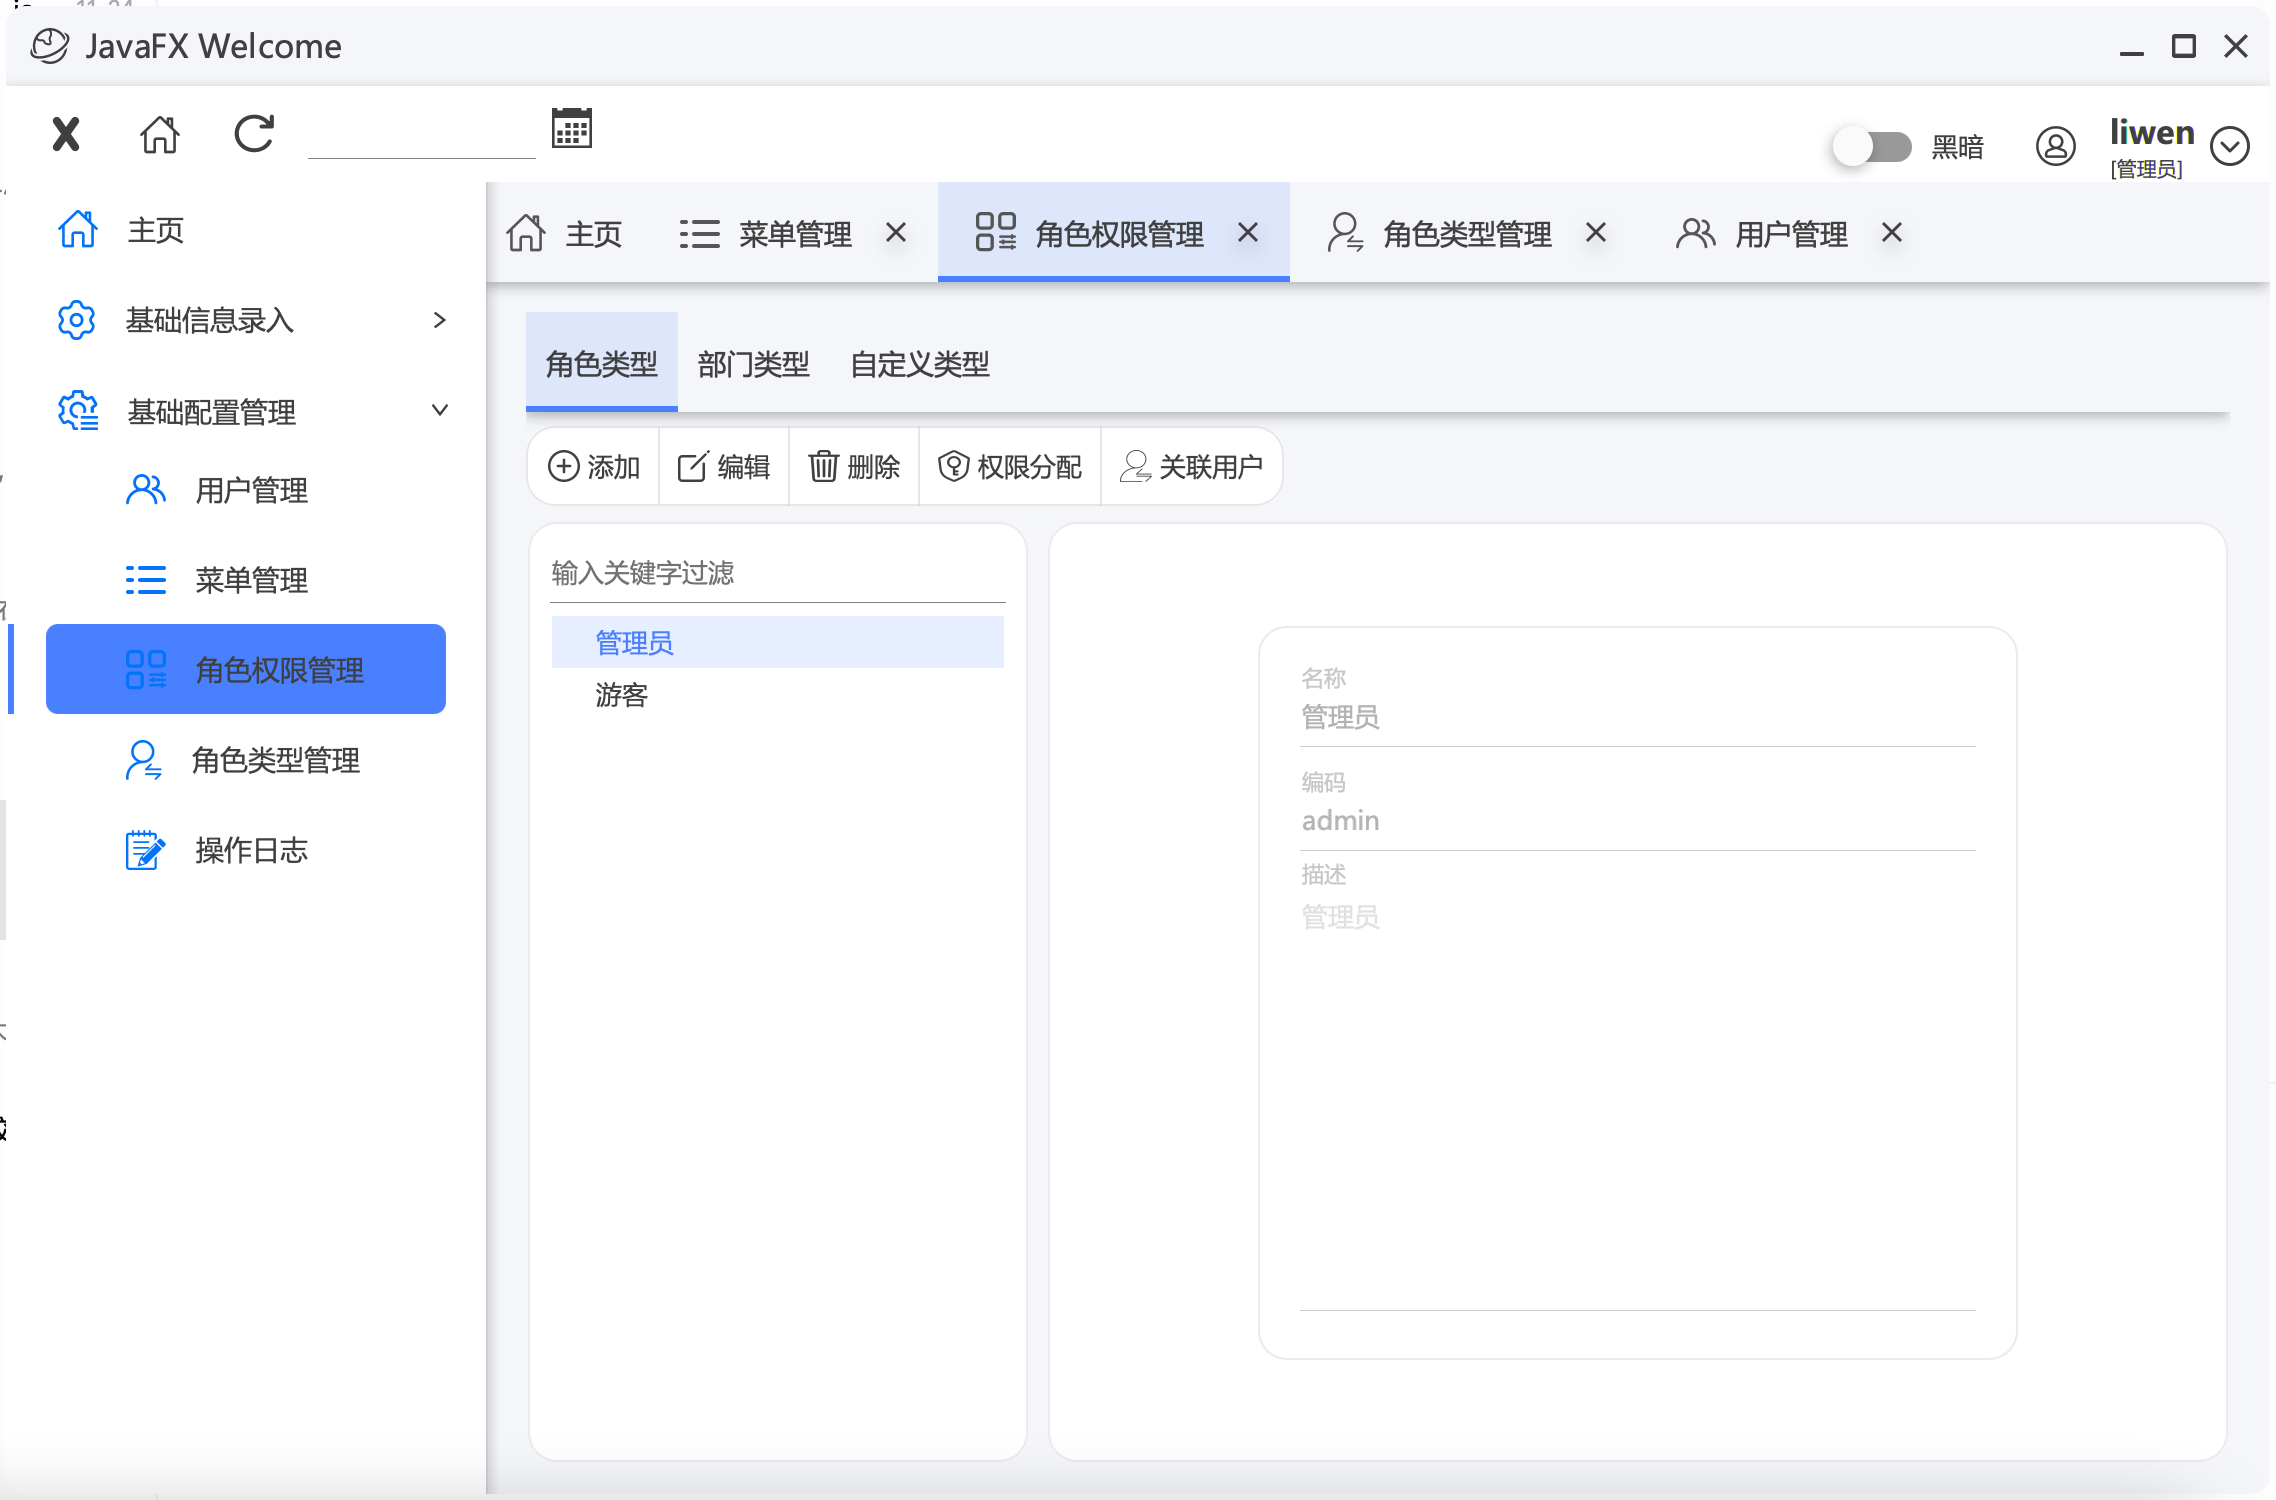 JavaFX Welcome
黑暗
liwen
[管理员]
主页
基础信息录入
基础配置管理
用户管理
菜单管理
角色权限管理
角色类型管理
操作日志
主页 菜单管理 角色权限管理 角色类型管理 用户管理
角色类型 部门类型 自定义类型
添加 编辑 删除 权限分配 关联用户
输入关键字过滤
管理员
游客
名称
管理员
编码
admin
描述
管理员